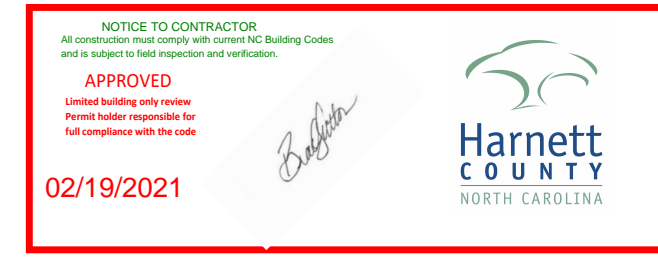 NOTICE TO CONTRACTOR
All construction must comply with current NC Building Codes
and is subject to field inspection and verification.
APPROVED
Limited building only review
Permit holder responsible for
full compliance with the code
02/19/2021
Harnett
COUNTY
NORTH CAROLINA